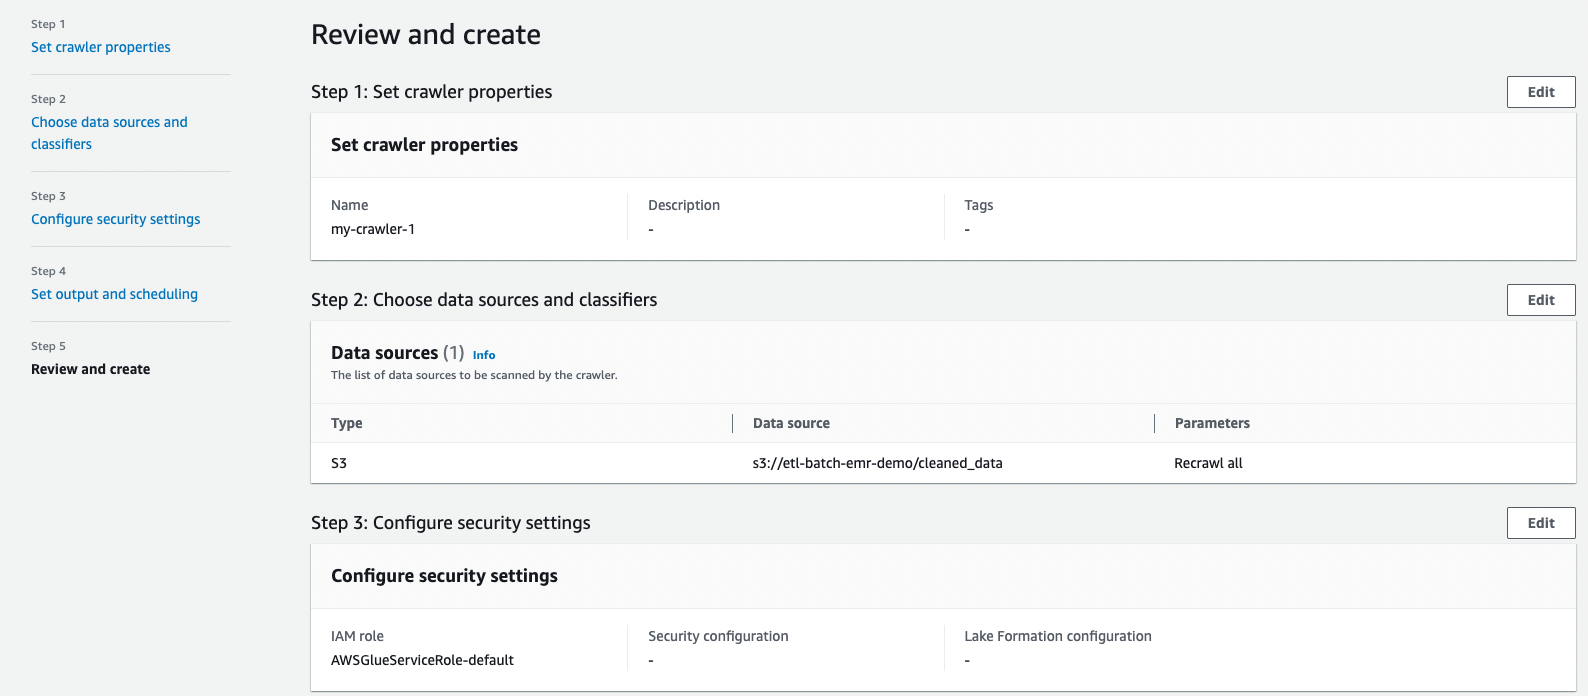 Step 1
Set crawler properties
Step 2
Choose data sources and
classifiers
Step 3
Configure security settings
Step 4
Set output and scheduling
Step 5
Review and create
Review and create
Step 1: Set crawler properties
Edit
Set crawler properties
Name
my-crawler-1
Description
-
Tags
-
Step 2: Choose data sources and classifiers
Edit
Data sources (1) Info
The list of data sources to be scanned by the crawler.
Type Data source Parameters
S3 s3://etl-batch-emr-demo/cleaned_data Recrawl all
Step 3: Configure security settings
Edit
Configure security settings
IAM role
AWSGlueServiceRole-default
Security configuration
-
Lake Formation configuration
-